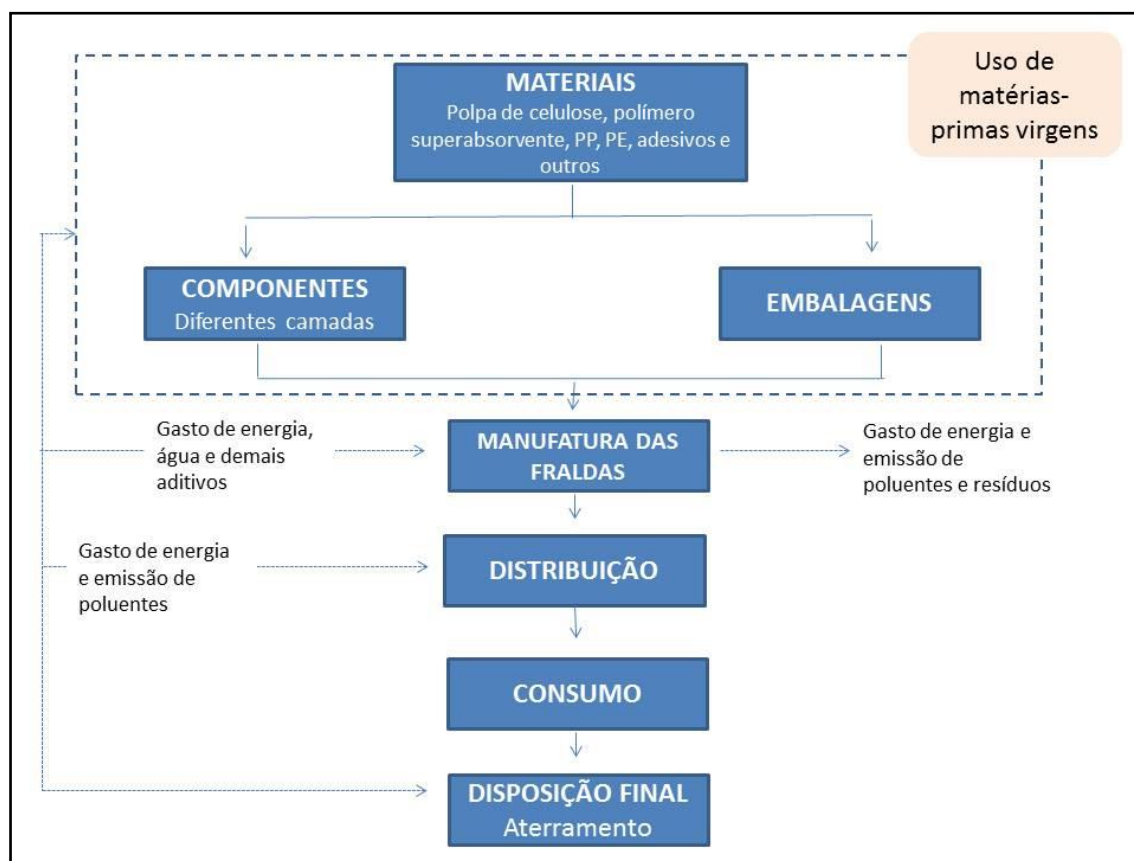 Uso de
matérias-
primas virgens
MATERIAIS
Polpa de celulose, polímero
superabsorvente, PP, PE, adesivos e
outros
COMPONENTES
Diferentes camadas
EMBALAGENS
Gasto de energia,
água e demais
aditivos
MANUFATURA DAS
FRALDAS
Gasto de energia e
emissão de
poluentes e resíduos
Gasto de energia
e emissão de
poluentes
DISTRIBUIÇÃO
CONSUMO
DISPOSIÇÃO FINAL
Aterramento